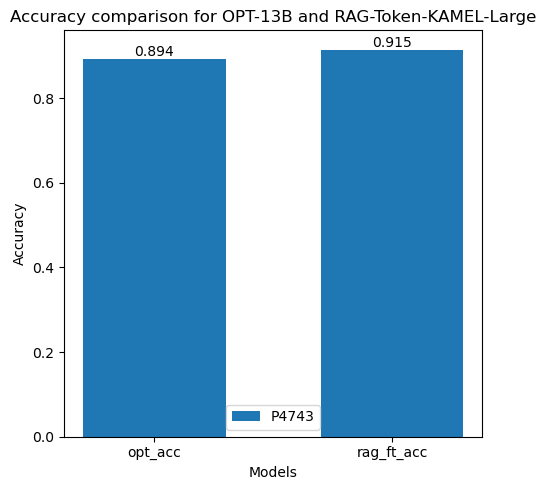 Accuracy comparison for OPT-13B and RAG-Token-KAMEL-Large
0.894
0.915
0.8
0.6
0.4
0.2
0.0
Accuracy
P4743
opt_acc
rag_ft_acc
Models